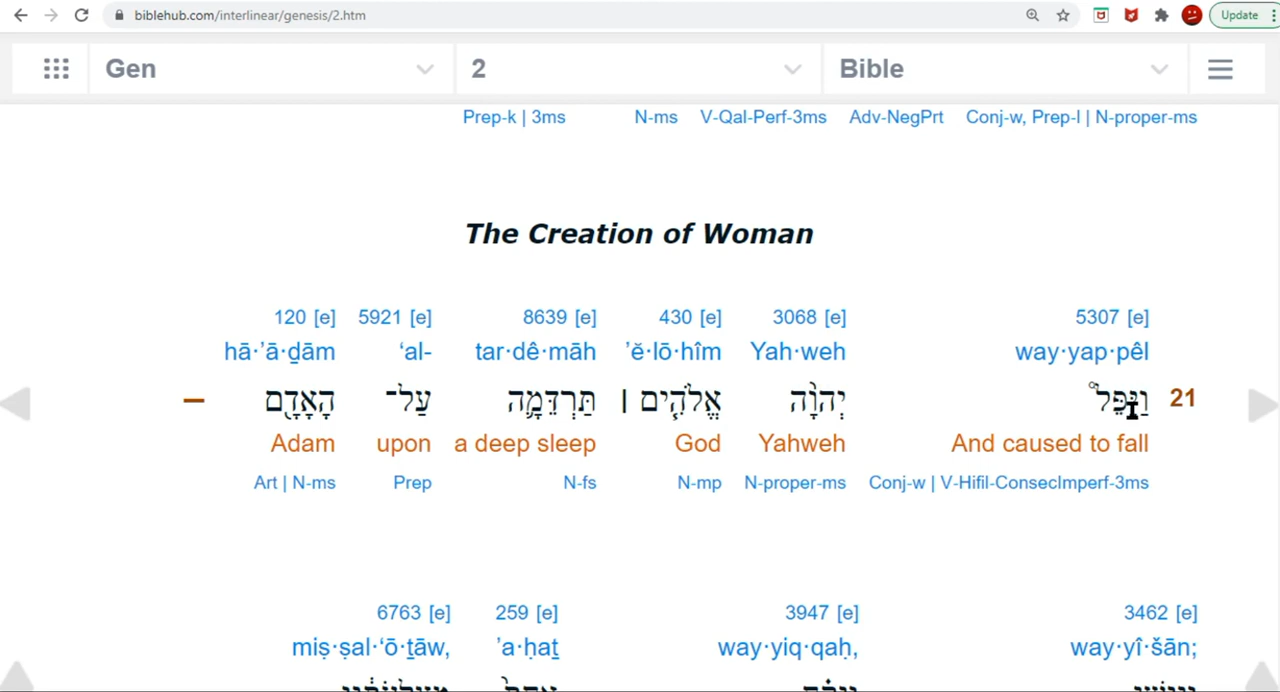 biblehub.com/interlinear/genesis/2.htm Update
Gen 2 Bible
Prep-k | 3ms N-ms V-Qal-Perf-3ms Adv-NegPrt Conj-w, Prep-l | N-proper-ms
The Creation of Woman
120 [e] 5921 [e] 8639 [e] 430 [e] 3068 [e] 5307 [e]
hā·’ā·ḏām ‘al- tar·dê·māh ’ĕ·lō·hîm Yah·weh way·yap·pêl
21 וַיַּפֵּל֩ יְהוָ֨ה אֱלֹהִ֧ים ׀ תַּרְדֵּמָ֛ה עַל־ הָאָדָ֖ם –
Adam upon a deep sleep God Yahweh And caused to fall
Art | N-ms Prep N-fs N-mp N-proper-ms Conj-w | V-Hifil-ConsecImperf-3ms
6763 [e] 259 [e] 3947 [e] 3462 [e]
miṣ·ṣal·‘ō·ṯāw, ’a·ḥaṯ way·yiq·qaḥ, way·yî·šān;